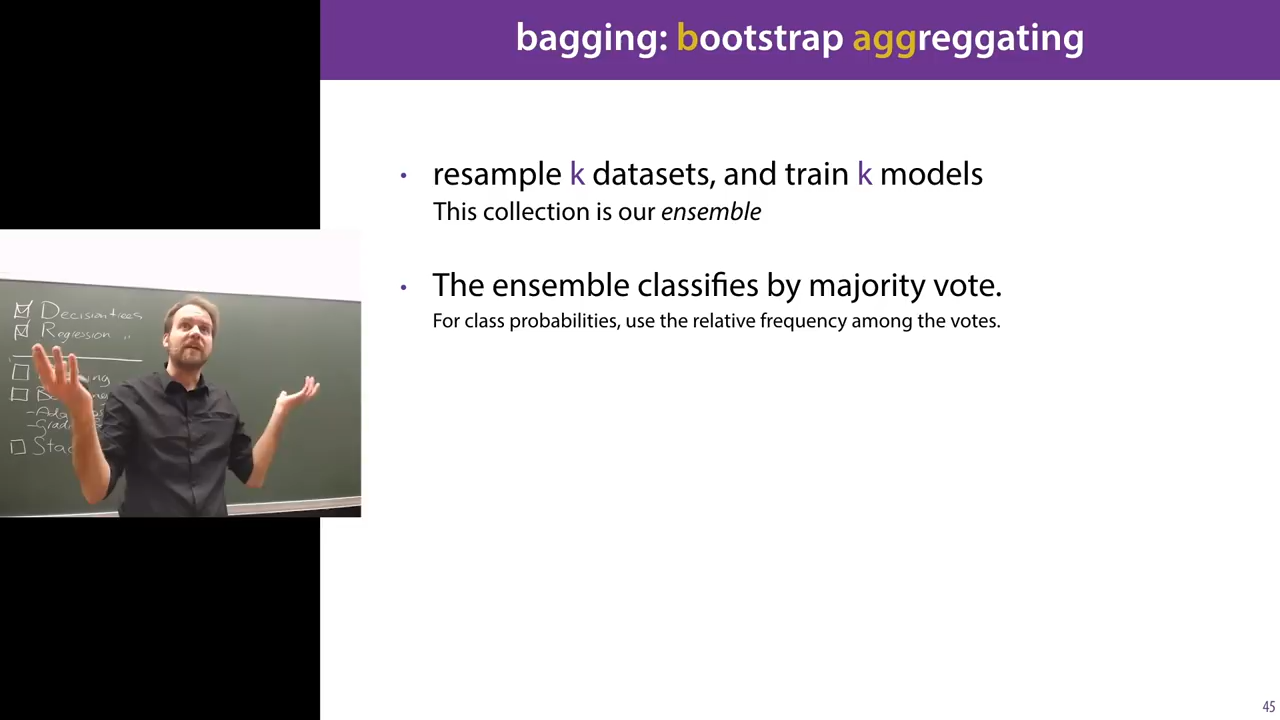 bagging: bootstrap aggreggating
• resample k datasets, and train k models
This collection is our ensemble
• The ensemble classifies by majority vote.
For class probabilities, use the relative frequency among the votes.
Decision trees
Regression "
45